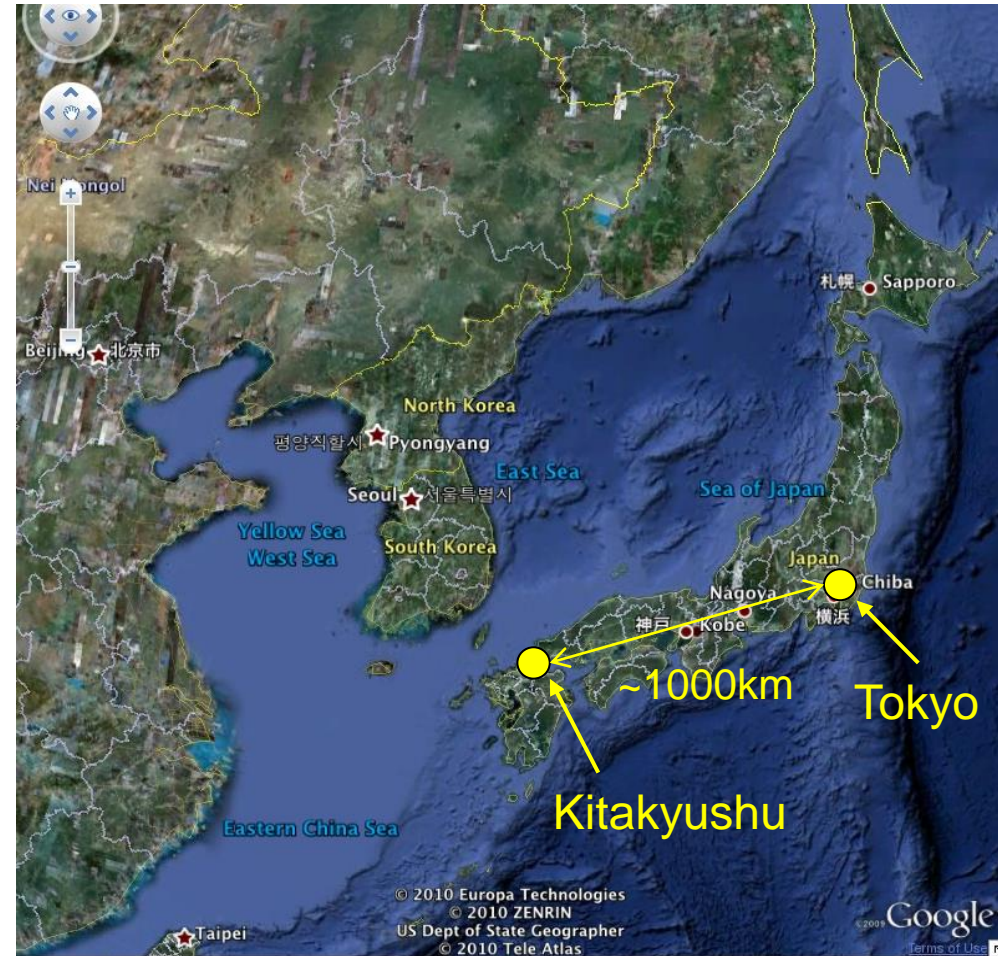 Nei Mongol
札幌 Sapporo
Beijing 北京市
North Korea
평양직할시 Pyongyang
East Sea
Sea of Japan
Seoul 서울특별시
Yellow Sea
West Sea
South Korea
Japan
Chiba
Nagoya
横浜
神戸 Kobe
~1000km
Tokyo
Kitakyushu
Eastern China Sea
© 2010 Europa Technologies
© 2010 ZENRIN
US Dept of State Geographer
© 2010 Tele Atlas
Taipei
©2009 Google
Terms of Use